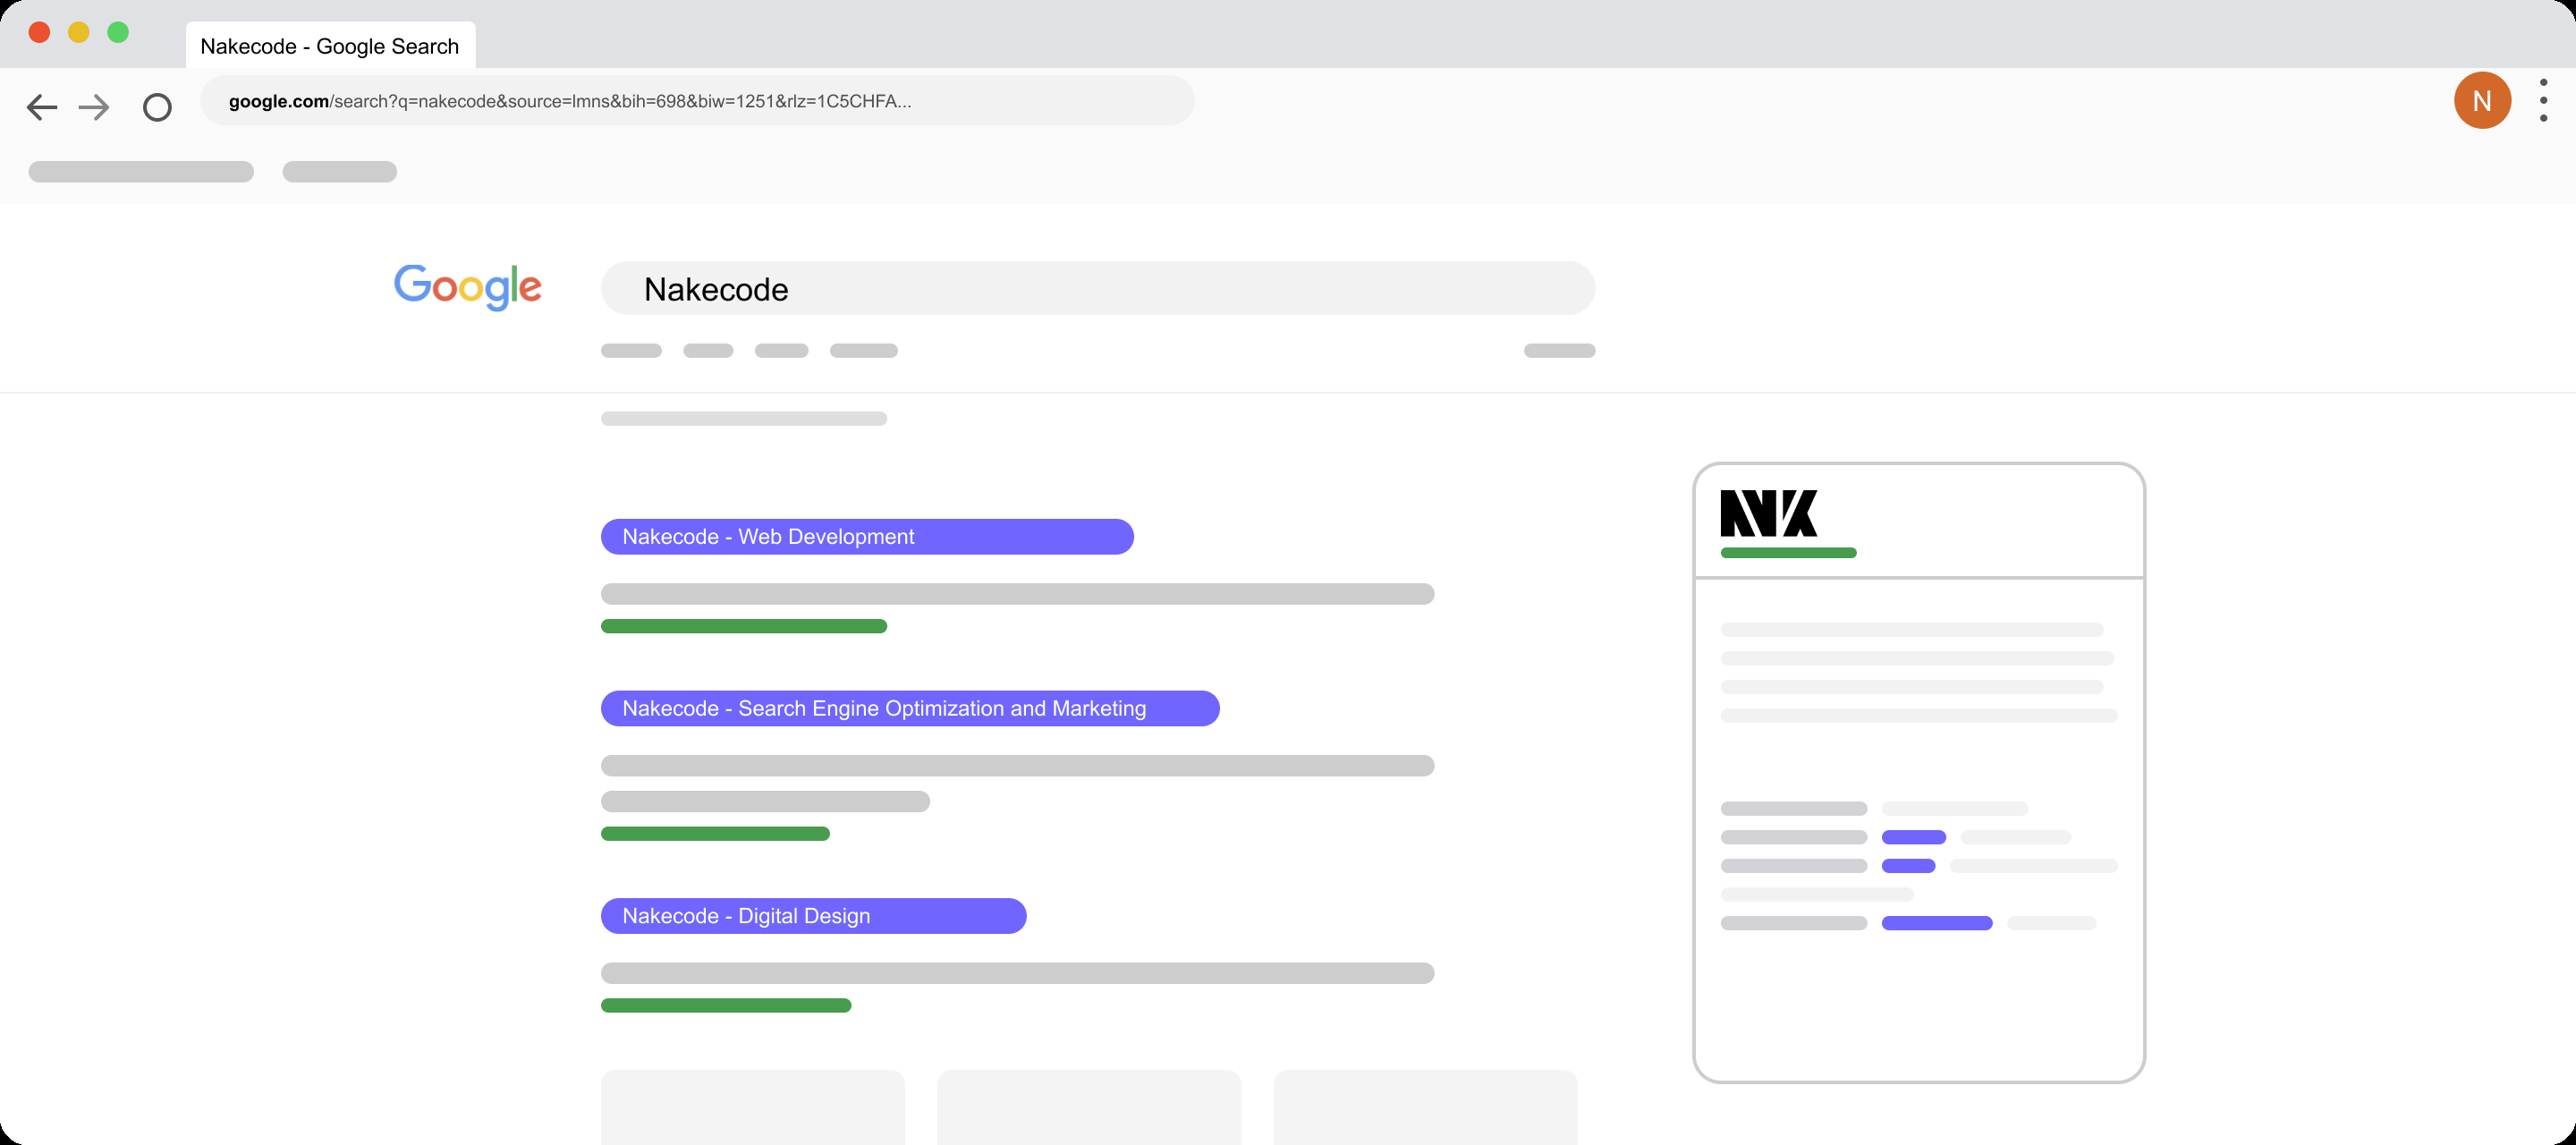 Nakecode - Google Search
google.com/search?q=nakecode&source=lmns&bih=698&biw=1251&rlz=1C5CHFA...
N
Google
Nakecode
Nakecode - Web Development
NK
Nakecode - Search Engine Optimization and Marketing
Nakecode - Digital Design